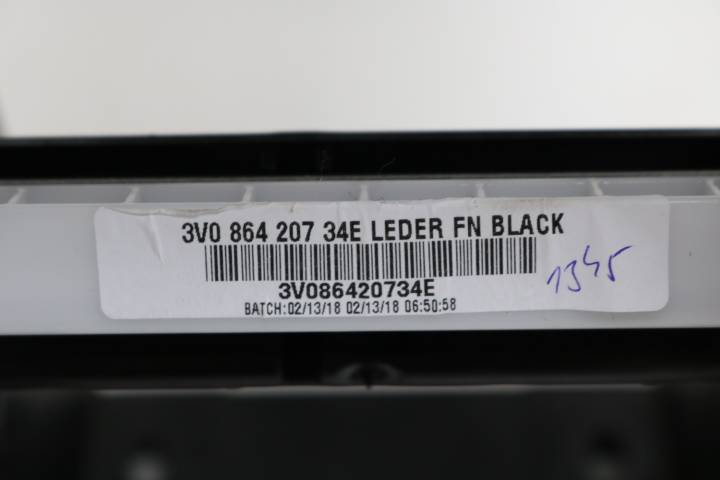 3V0 864 207 34E LEDER FN BLACK
3V086420734E
BATCH:02/13/18 02/13/18 06:50:58
1345